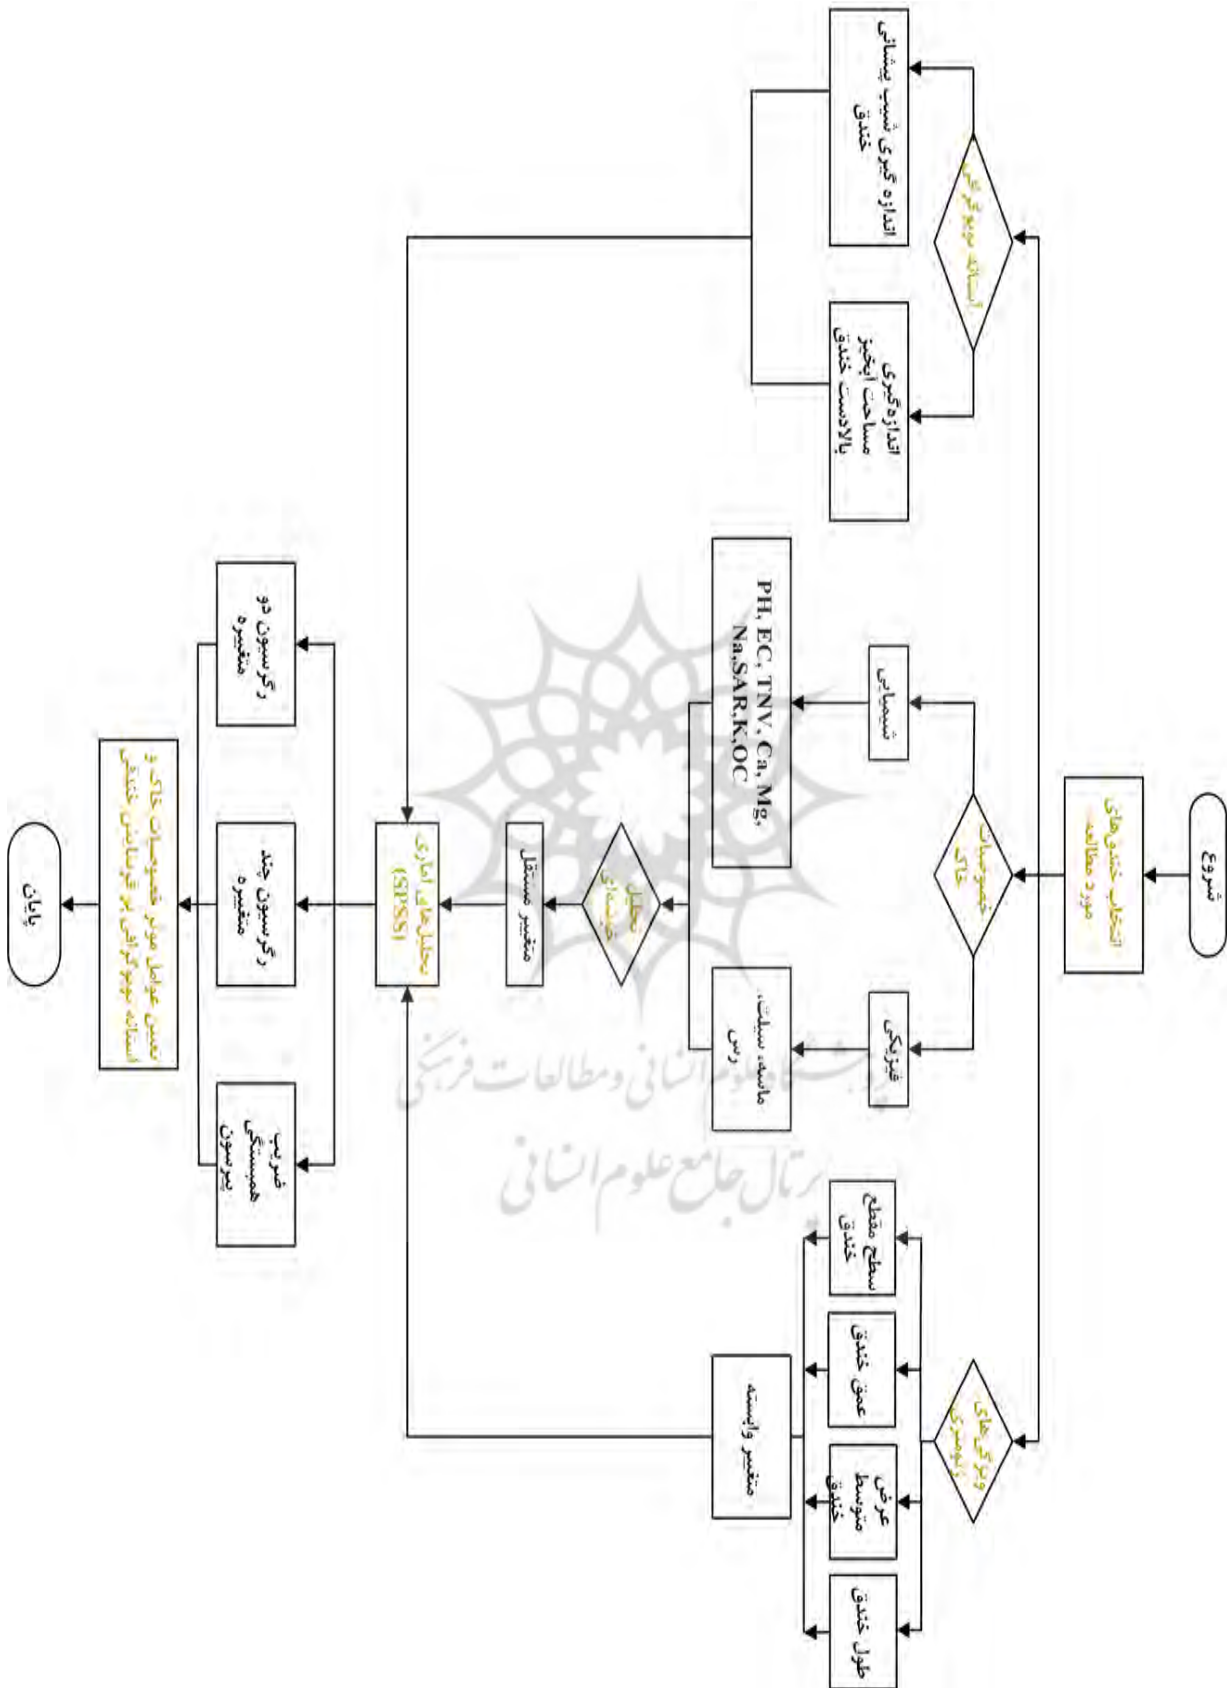 شروع
انتخاب خندق‌های
مورد مطالعه
آستانه توپوگرافی
خصوصیات
خاک
ویژگی‌های
ژئومتری
اندازه گیری شیب پیشانی
خندق
اندازه‌گیری
مساحت آبخیز
بالادست خندق
شیمیایی
فیزیکی
سطح مقطع
خندق
عمق خندق
عرض
متوسط
خندق
طول خندق
PH, EC, TNV, Ca, Mg,
Na,SAR,K,OC
ماسه، سیلت،
رس
متغیر وابسته
تحلیل
خوشه‌ای
متغیر مستقل
تحلیل‌های آماری
(SPSS)
رگرسیون دو
متغیره
رگرسیون چند
متغیره
ضریب
همبستگی
پیرسون
تعیین عوامل موثر خصوصیات خاک و
آستانه توپوگرافی بر فرسایش خندقی
پایان
پژوهشگاه علوم انسانی و مطالعات فرهنگی
پرتال جامع علوم انسانی